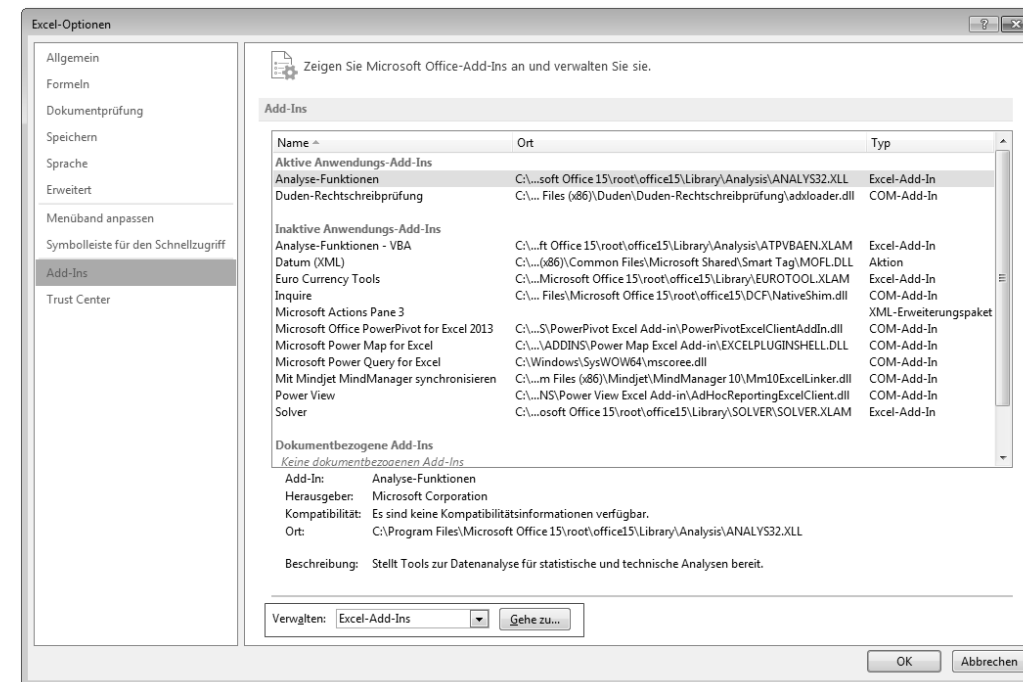 Excel-Optionen
Allgemein
Formeln
Dokumentprüfung
Speichern
Sprache
Erweitert
Menüband anpassen
Symbolleiste für den Schnellzugriff
Add-Ins
Trust Center
Zeigen Sie Microsoft Office-Add-Ins an und verwalten Sie sie.
Add-Ins
Name Ort Typ
Aktive Anwendungs-Add-Ins
Analyse-Funktionen C:\...soft Office 15\root\office15\Library\Analysis\ANALYS32.XLL Excel-Add-In
Duden-Rechtschreibprüfung C:\... Files (x86)\Duden\Duden-Rechtschreibprüfung\adxloader.dll COM-Add-In
Inaktive Anwendungs-Add-Ins
Analyse-Funktionen - VBA C:\...ft Office 15\root\office15\Library\Analysis\ATPVBAEN.XLAM Excel-Add-In
Datum (XML) C:\...(x86)\Common Files\Microsoft Shared\Smart Tag\MOFL.DLL Aktion
Euro Currency Tools C:\...Microsoft Office 15\root\office15\Library\EUROTOOL.XLAM Excel-Add-In
Inquire C:\... Files\Microsoft Office 15\root\office15\DCF\NativeShim.dll COM-Add-In
Microsoft Actions Pane 3 XML-Erweiterungspaket
Microsoft Office PowerPivot for Excel 2013 C:\...S\PowerPivot Excel Add-in\PowerPivotExcelClientAddIn.dll COM-Add-In
Microsoft Power Map for Excel C:\...\ADDINS\Power Map Excel Add-in\EXCELPLUGINSHELL.DLL COM-Add-In
Microsoft Power Query for Excel C:\Windows\SysWOW64\mscoree.dll COM-Add-In
Mit Mindjet MindManager synchronisieren C:\...m Files (x86)\Mindjet\MindManager 10\Mm10ExcelLinker.dll COM-Add-In
Power View C:\...NS\Power View Excel Add-in\AdHocReportingExcelClient.dll COM-Add-In
Solver C:\...osoft Office 15\root\office15\Library\SOLVER\SOLVER.XLAM Excel-Add-In
Dokumentbezogene Add-Ins
Keine dokumentbezogenen Add-Ins
Add-In: Analyse-Funktionen
Herausgeber: Microsoft Corporation
Kompatibilität: Es sind keine Kompatibilitätsinformationen verfügbar.
Ort: C:\Program Files\Microsoft Office 15\root\office15\Library\Analysis\ANALYS32.XLL
Beschreibung: Stellt Tools zur Datenanalyse für statistische und technische Analysen bereit.
Verwalten: Excel-Add-Ins Gehe zu...
OK Abbrechen